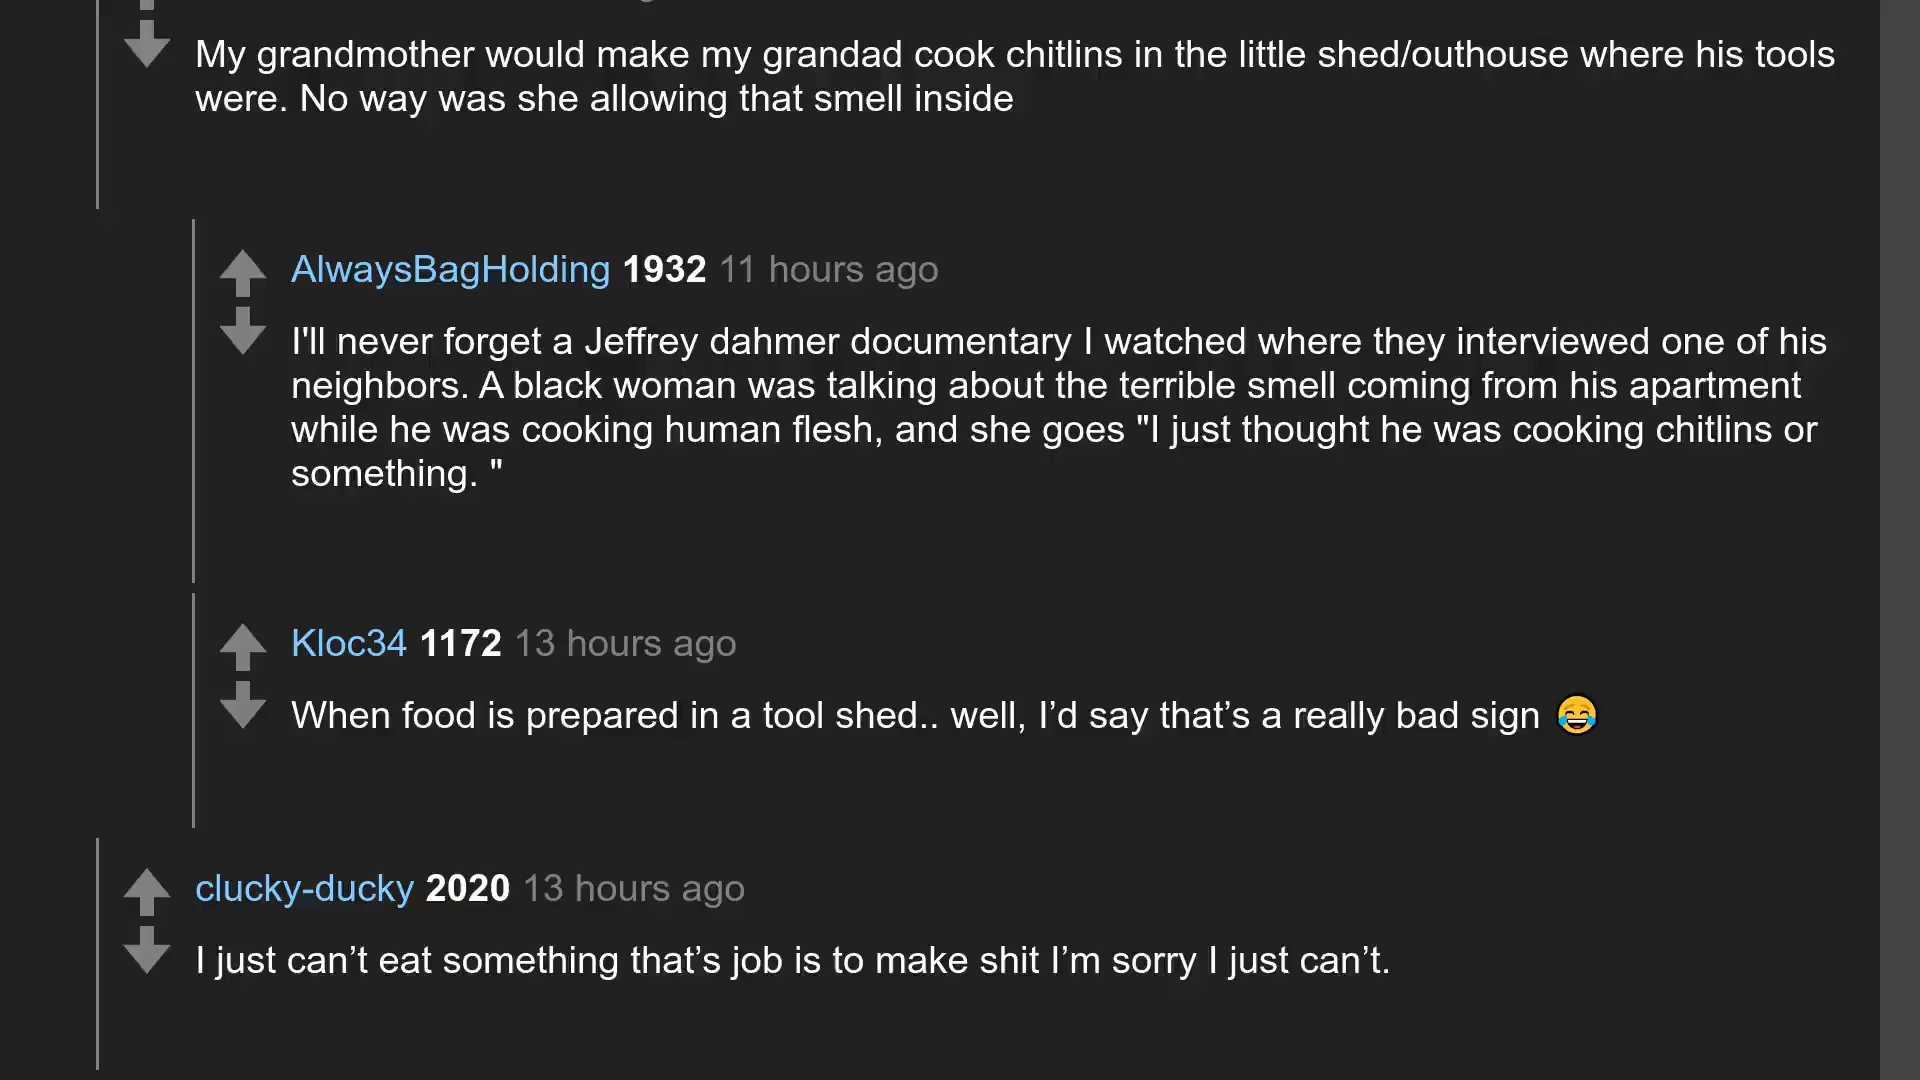 My grandmother would make my grandad cook chitlins in the little shed/outhouse where his tools
were. No way was she allowing that smell inside
AlwaysBagHolding 1932 11 hours ago
I'll never forget a Jeffrey dahmer documentary I watched where they interviewed one of his
neighbors. A black woman was talking about the terrible smell coming from his apartment
while he was cooking human flesh, and she goes "I just thought he was cooking chitlins or
something. "
Kloc34 1172 13 hours ago
When food is prepared in a tool shed.. well, I’d say that’s a really bad sign 😂
clucky-ducky 2020 13 hours ago
I just can’t eat something that’s job is to make shit I’m sorry I just can’t.